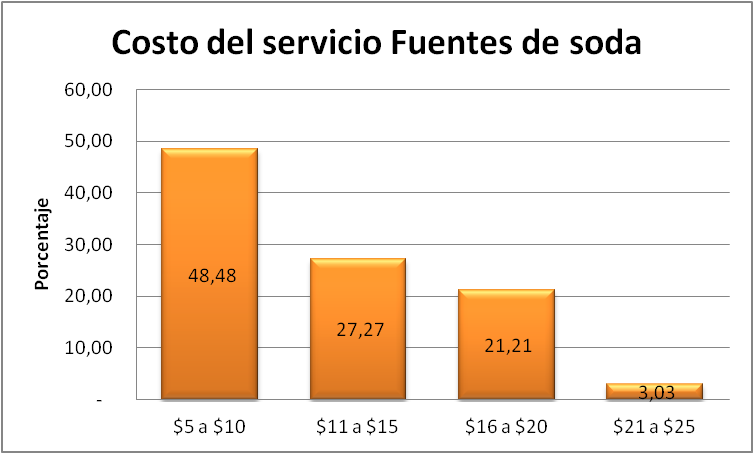 Costo del servicio Fuentes de soda
60,00
50,00
40,00
30,00
20,00
10,00
-
Porcentaje
48,48
27,27
21,21
3,03
$5 a $10
$11 a $15
$16 a $20
$21 a $25